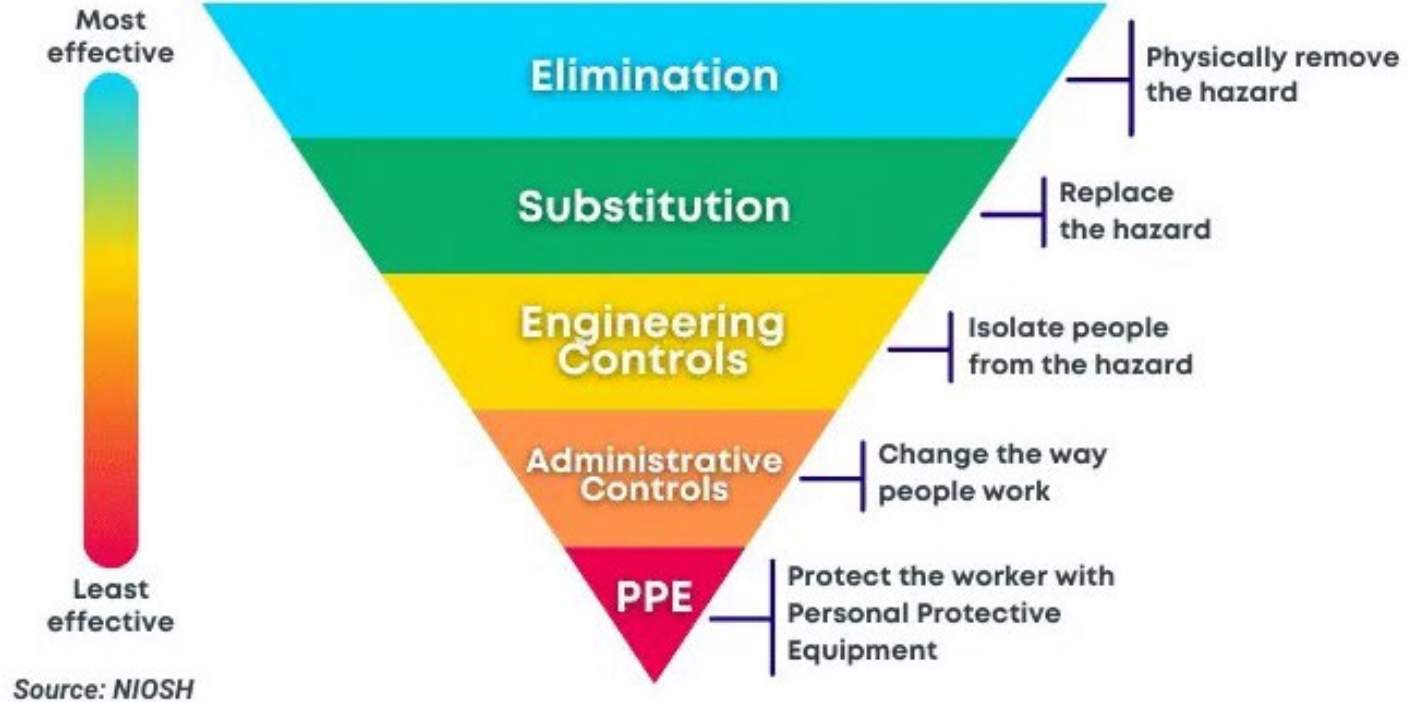 Most
effective
Elimination
Physically remove
the hazard
Substitution
Replace
the hazard
Engineering
Controls
Isolate people
from the hazard
Administrative
Controls
Change the way
people work
PPE
Protect the worker with
Personal Protective
Equipment
Least
effective
Source: NIOSH